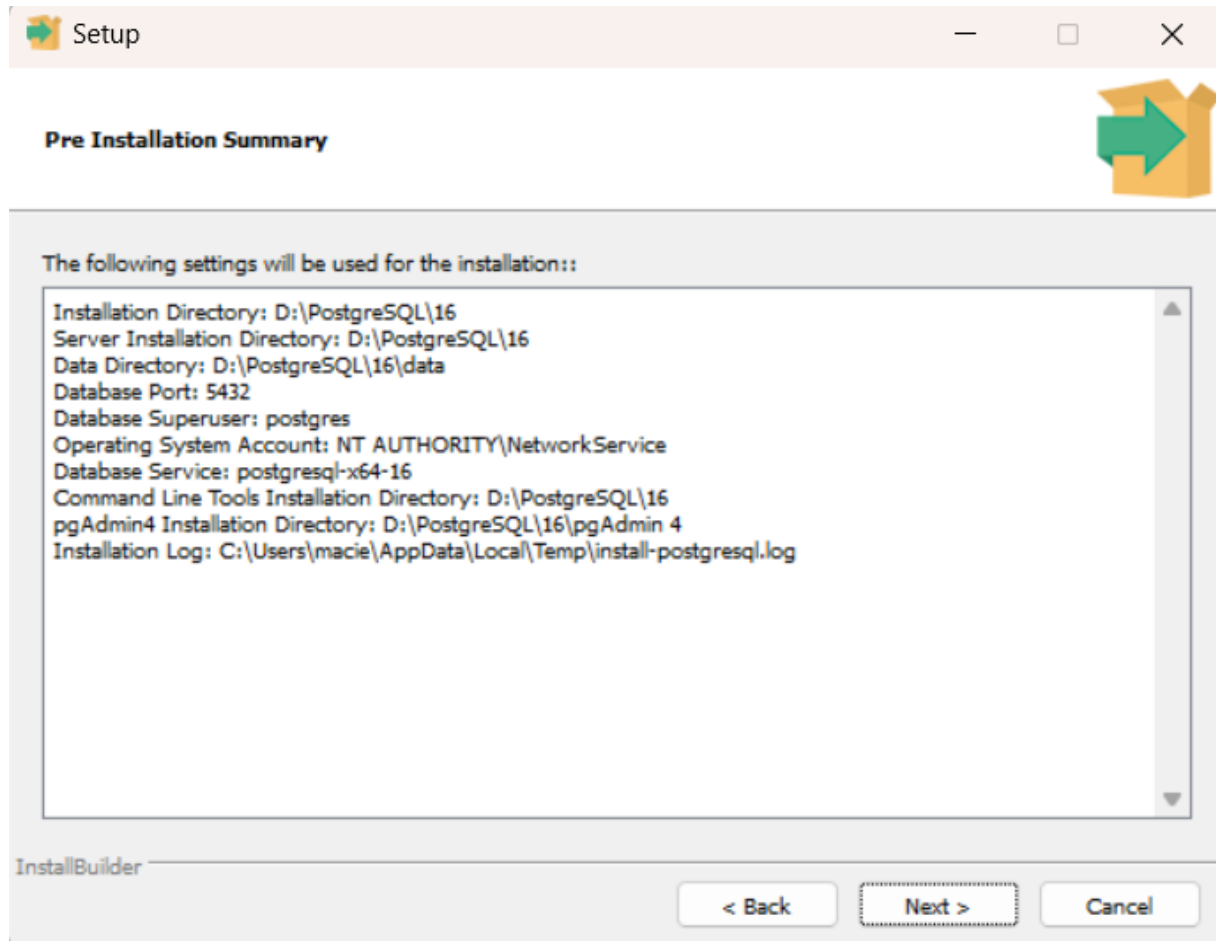 Setup
Pre Installation Summary
The following settings will be used for the installation::
Installation Directory: D:\PostgreSQL\16
Server Installation Directory: D:\PostgreSQL\16
Data Directory: D:\PostgreSQL\16\data
Database Port: 5432
Database Superuser: postgres
Operating System Account: NT AUTHORITY\NetworkService
Database Service: postgresql-x64-16
Command Line Tools Installation Directory: D:\PostgreSQL\16
pgAdmin4 Installation Directory: D:\PostgreSQL\16\pgAdmin 4
Installation Log: C:\Users\macie\AppData\Local\Temp\install-postgresql.log
InstallBuilder
< Back Next > Cancel